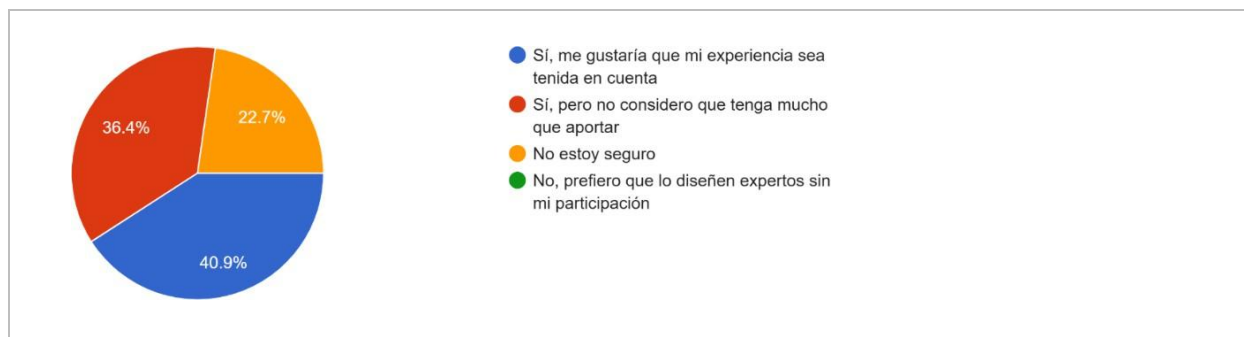 36.4%
22.7%
40.9%
Sí, me gustaría que mi experiencia sea
tenida en cuenta
Sí, pero no considero que tenga mucho
que aportar
No estoy seguro
No, prefiero que lo diseñen expertos sin
mi participación